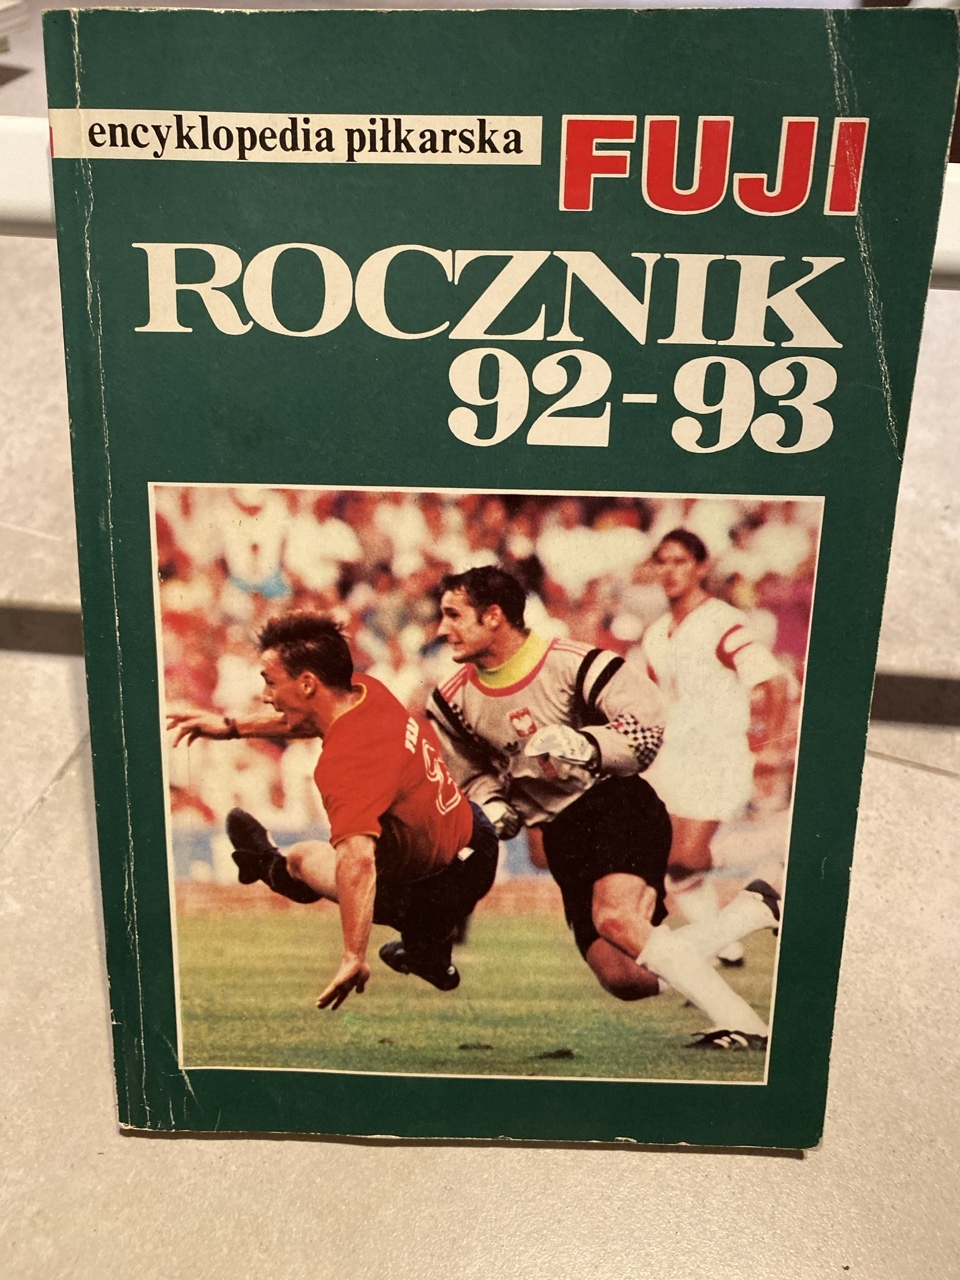 encyklopedia piłkarska
FUJI
ROCZNIK
92-93